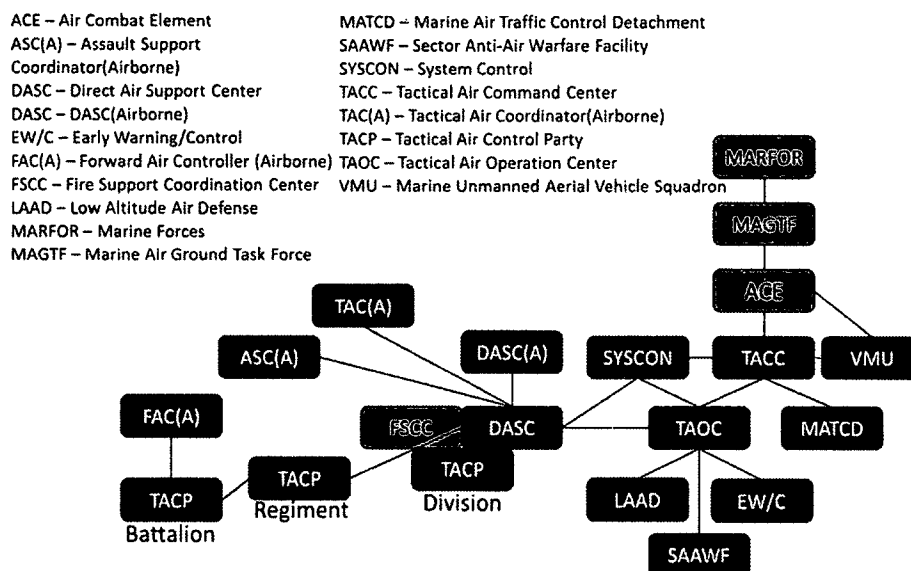 ACE – Air Combat Element
ASC(A) – Assault Support
Coordinator(Airborne)
DASC – Direct Air Support Center
DASC – DASC(Airborne)
EW/C – Early Warning/Control
FAC(A) – Forward Air Controller (Airborne)
FSCC – Fire Support Coordination Center
LAAD – Low Altitude Air Defense
MARFOR – Marine Forces
MAGTF – Marine Air Ground Task Force
MATCD – Marine Air Traffic Control Detachment
SAAWF – Sector Anti-Air Warfare Facility
SYSCON – System Control
TACC – Tactical Air Command Center
TAC(A) – Tactical Air Coordinator(Airborne)
TACP – Tactical Air Control Party
TAOC – Tactical Air Operation Center
VMU – Marine Unmanned Aerial Vehicle Squadron
MARFOR
MAGTF
ACE
TAC(A)
ASC(A)
DASC(A)
SYSCON
TACC
VMU
FAC(A)
FSCC
DASC
TAOC
MATCD
TACP
Battalion
TACP
Regiment
TACP
Division
LAAD
EW/C
SAAWF